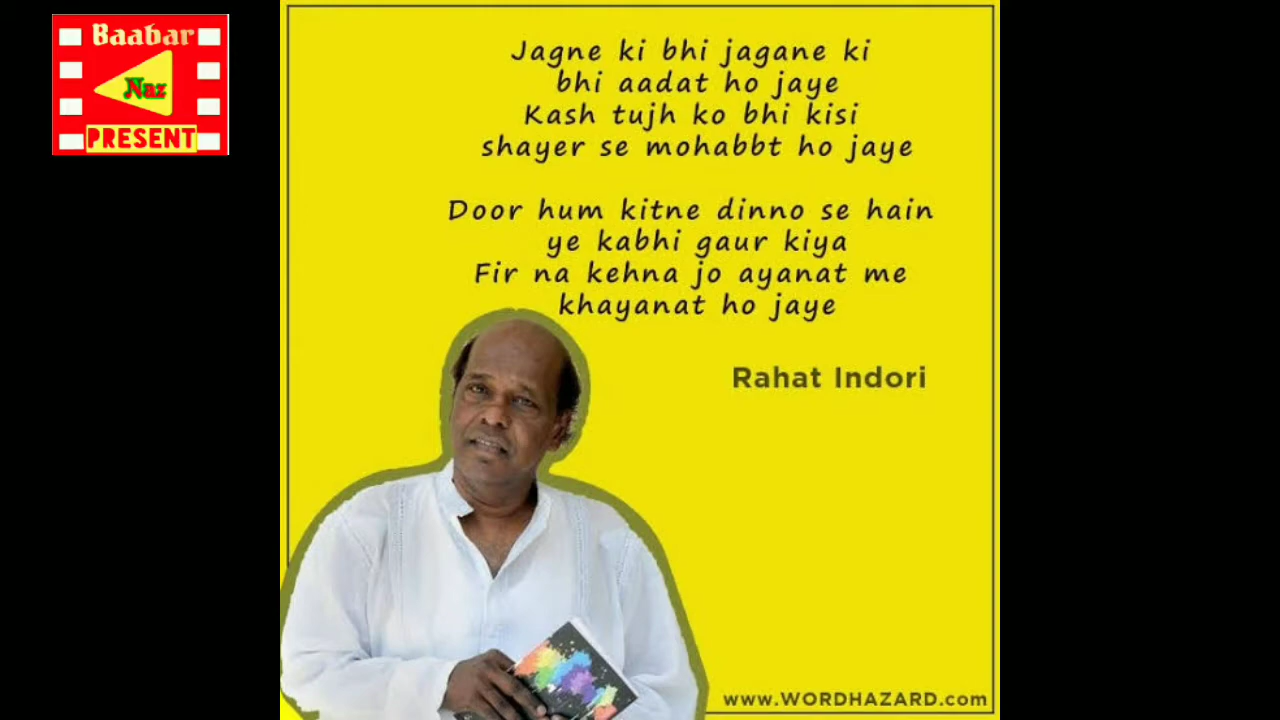 Baabar
Naz
PRESENT
Jagne ki bhi jagane ki
bhi aadat ho jaye
Kash tujh ko bhi kisi
shayer se mohabbt ho jaye
Door hum kitne dinno se hain
ye kabhi gaur kiya
Fir na kehna jo ayanat me
khayanat ho jaye
Rahat Indori
www.WORDHAZARD.com